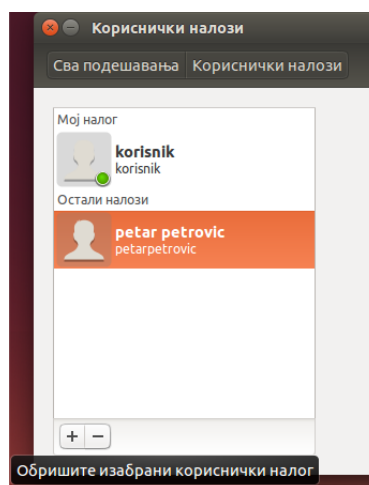 Кориснички налози
Сва подешавања Кориснички налози
Мој налог
korisnik
korisnik
Остали налози
petar petrovic
petarpetrovic
+ −
Обришите изабрани кориснички налог